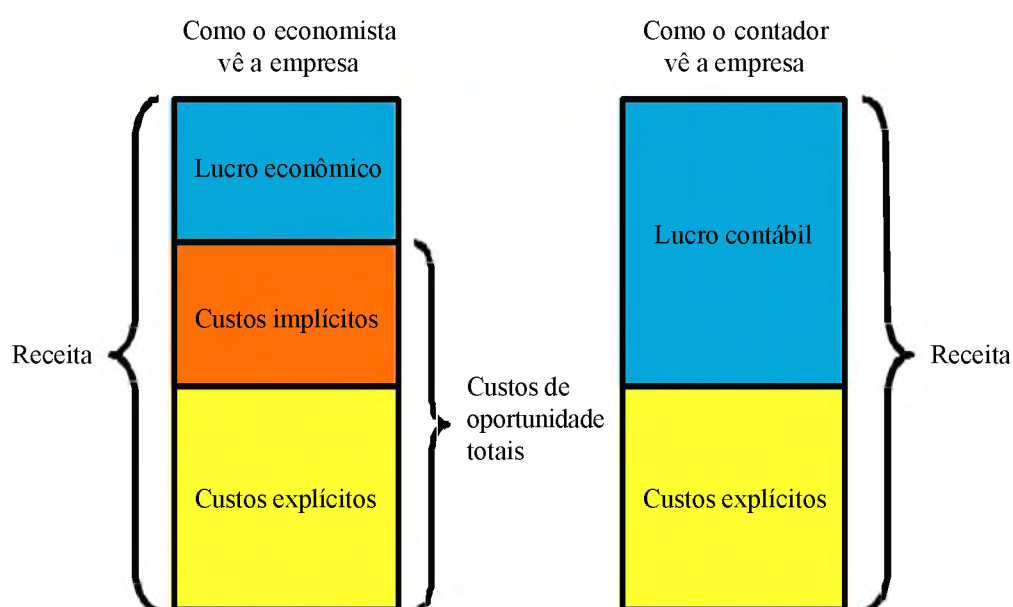 Como o economista
vê a empresa
Lucro econômico
Custos implícitos
Custos explícitos
Receita
Custos de
oportunidade
totais
Como o contador
vê a empresa
Lucro contábil
Custos explícitos
Receita